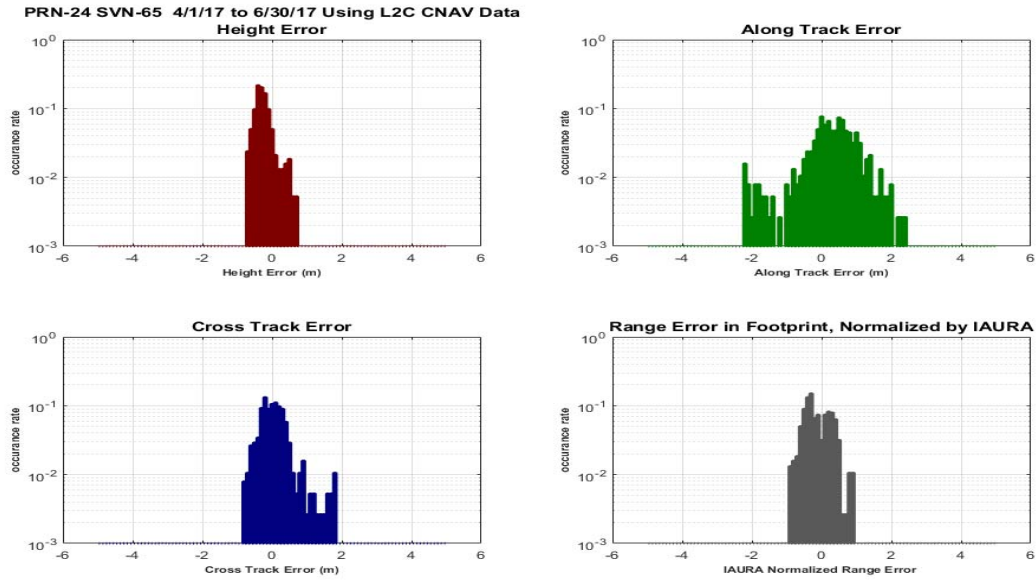 PRN-24 SVN-65  4/1/17 to 6/30/17 Using L2C CNAV Data
Height Error
10^0
10^-1
10^-2
10^-3
occurance rate
-6 -4 -2 0 2 4 6
Height Error (m)
Along Track Error
10^0
10^-1
10^-2
10^-3
occurance rate
-6 -4 -2 0 2 4 6
Along Track Error (m)
Cross Track Error
10^0
10^-1
10^-2
10^-3
occurance rate
-6 -4 -2 0 2 4 6
Cross Track Error (m)
Range Error in Footprint, Normalized by IAURA
10^0
10^-1
10^-2
10^-3
occurance rate
-6 -4 -2 0 2 4 6
IAURA Normalized Range Error